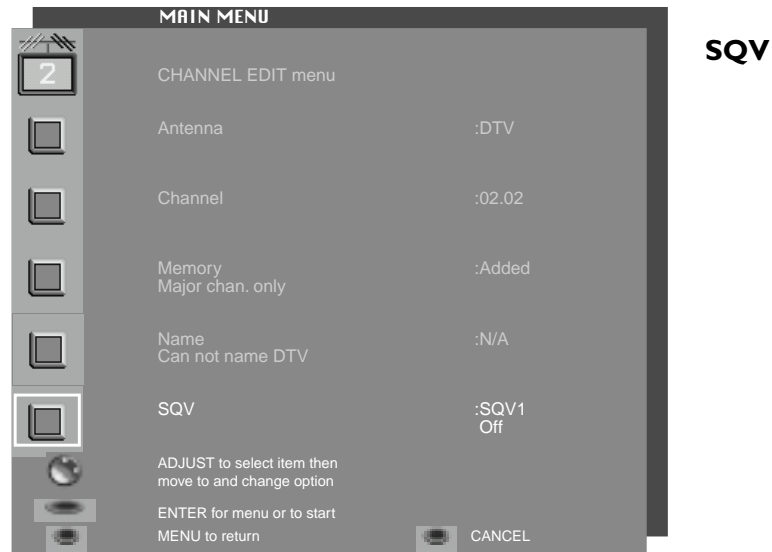 MAIN MENU
SQV
2
CHANNEL EDIT menu
Antenna :DTV
Channel :02.02
Memory :Added
Major chan. only
Name :N/A
Can not name DTV
SQV :SQV1
Off
ADJUST to select item then
move to and change option
ENTER for menu or to start
MENU to return CANCEL